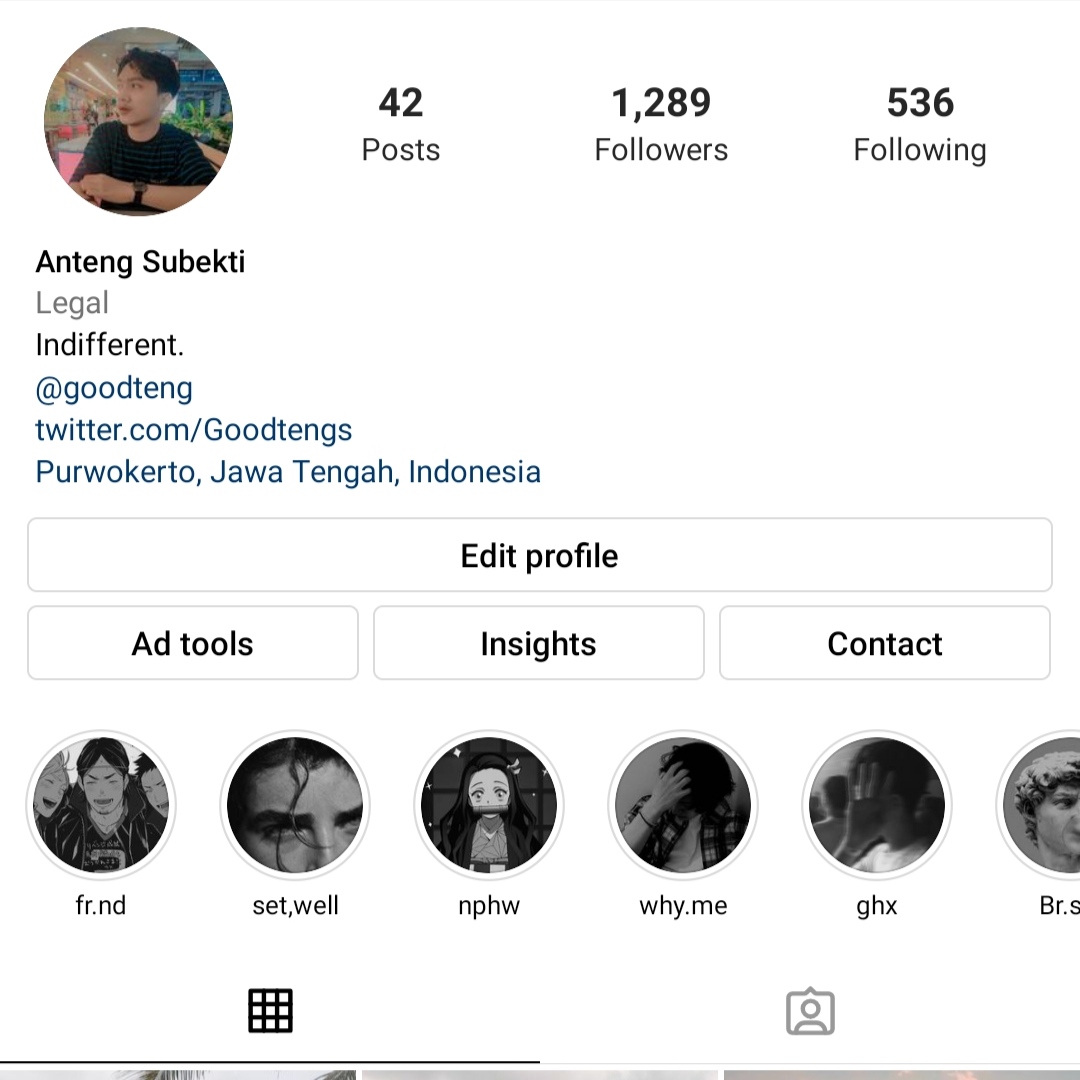 42
Posts
1,289
Followers
536
Following
Anteng Subekti
Legal
Indifferent.
@goodteng
twitter.com/Goodtengs
Purwokerto, Jawa Tengah, Indonesia
Edit profile
Ad tools
Insights
Contact
fr.nd
set,well
nphw
why.me
ghx
Br.s